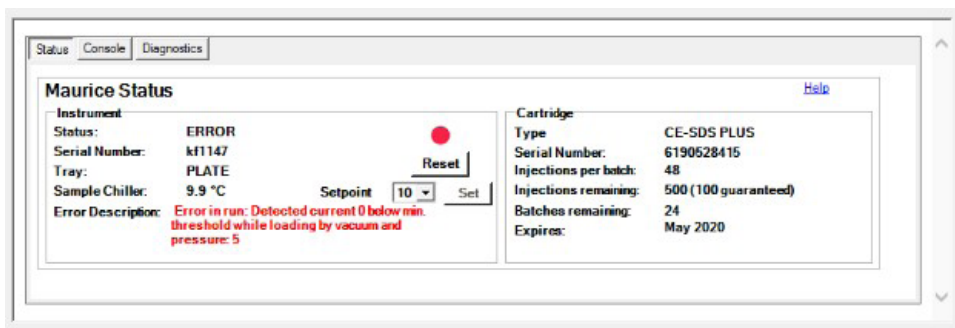 Status Console Diagnostics
Maurice Status
Help
Instrument
Status: ERROR
Serial Number: kf1147
Reset
Tray: PLATE
Sample Chiller: 9.9 °C Setpoint 10 Set
Error Description: Error in run: Detected current 0 below min.
threshold while loading by vacuum and
pressure: 5
Cartridge
Type CE-SDS PLUS
Serial Number: 6190528415
Injections per batch: 48
Injections remaining: 500 (100 guaranteed)
Batches remaining: 24
Expires: May 2020